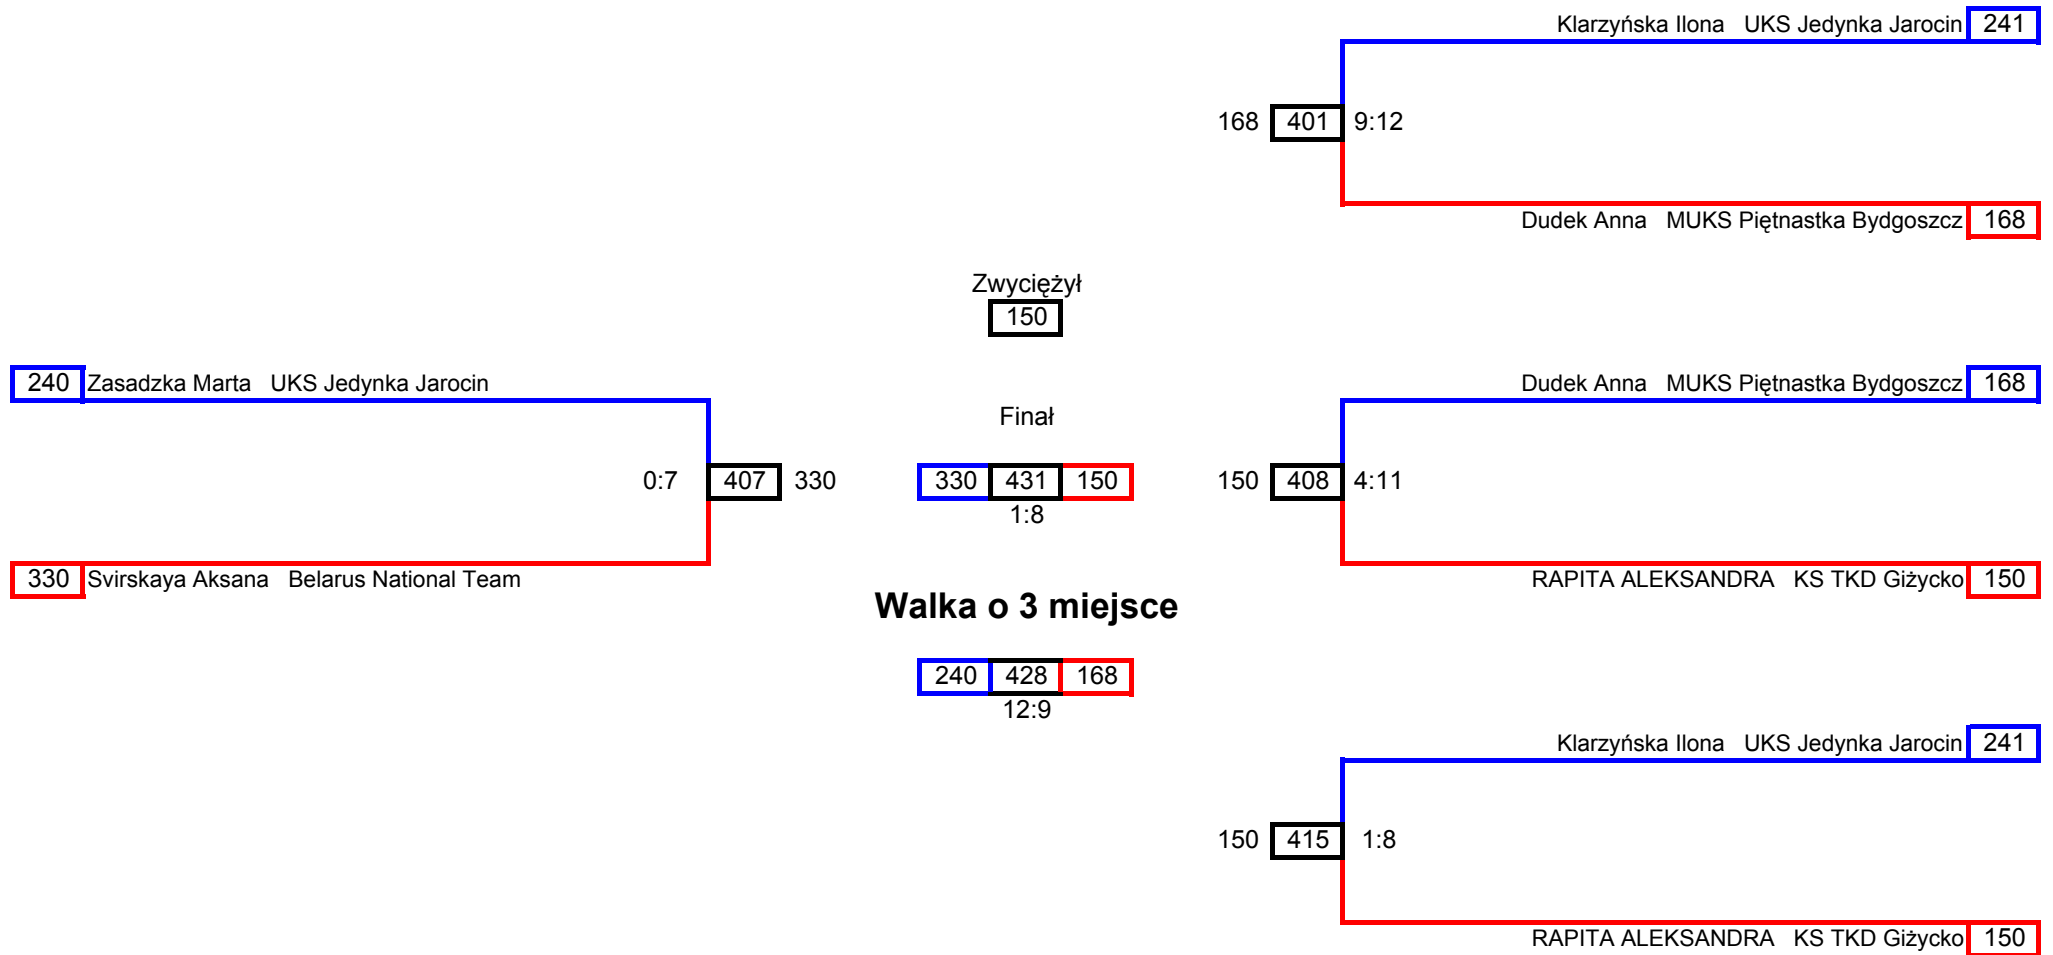 Klarzyńska Ilona UKS Jedynka Jarocin 241
168 401 9:12
Dudek Anna MUKS Piętnastka Bydgoszcz 168
Zwyciężył
150
240 Zasadzka Marta UKS Jedynka Jarocin
Dudek Anna MUKS Piętnastka Bydgoszcz 168
Finał
0:7 407 330
330 431 150
150 408 4:11
1:8
330 Svirskaya Aksana Belarus National Team
RAPITA ALEKSANDRA KS TKD Giżycko 150
Walka o 3 miejsce
240 428 168
12:9
Klarzyńska Ilona UKS Jedynka Jarocin 241
150 415 1:8
RAPITA ALEKSANDRA KS TKD Giżycko 150